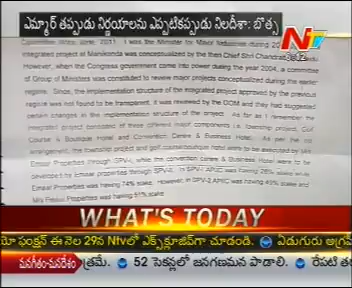 ఎమ్మార్ తప్పుడు నిర్ణయాలను ఎప్పటికప్పుడు నిలదీశా: బొత్స
NTV
I was the Minister for Major Industries during
integrated project at Manikonda was conceptualized by the then Chief Shri
However, when the Congress government came into power during the year 2004, a committee
of Group of Ministers was constituted to review major projects conceptualized during the earlier
regime. Since, the implementation structure of the integrated project approved by the previous
regime was not found to be transparent, it was reviewed by the GOM and they had suggested
certain changes in the implementation structure of the project. As far as I remember the
integrated project consisted of three different major components i.e. township project, Golf
Course & Boutique Hotel and Convention Centre & Business Hotel. As per the
arrangement, the township project and golf course/boutique hotel were to be executed by M/s
Emaar Properties through SPV-I, while the convention centre & Business Hotel were to be
developed by Emaar properties through SPV-II. In SPV-I APIIC was having 26% stake while
Emaar Properties was having 74% stake. However, in SPV-2 APIIC was having 49% stake and
M/s Emaar Properties was having 51% stake.
WHAT'S TODAY
ఫంక్షన్ ఈ నెల 29న Ntvలో ఎక్స్‌క్లూజివ్‌గా చూడండి. ఏడుగురు
మాత్రమే. 52 సెకన్లలో జనగణమన పాడాలి. రేపటి